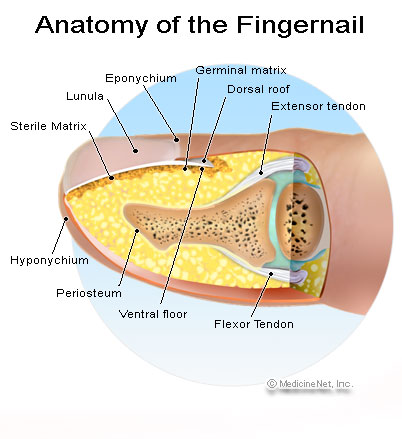 Anatomy of the Fingernail
Germinal matrix
Eponychium
Dorsal roof
Lunula
Extensor tendon
Sterile Matrix
Hyponychium
Periosteum
Ventral floor
Flexor Tendon
© MedicineNet, Inc.